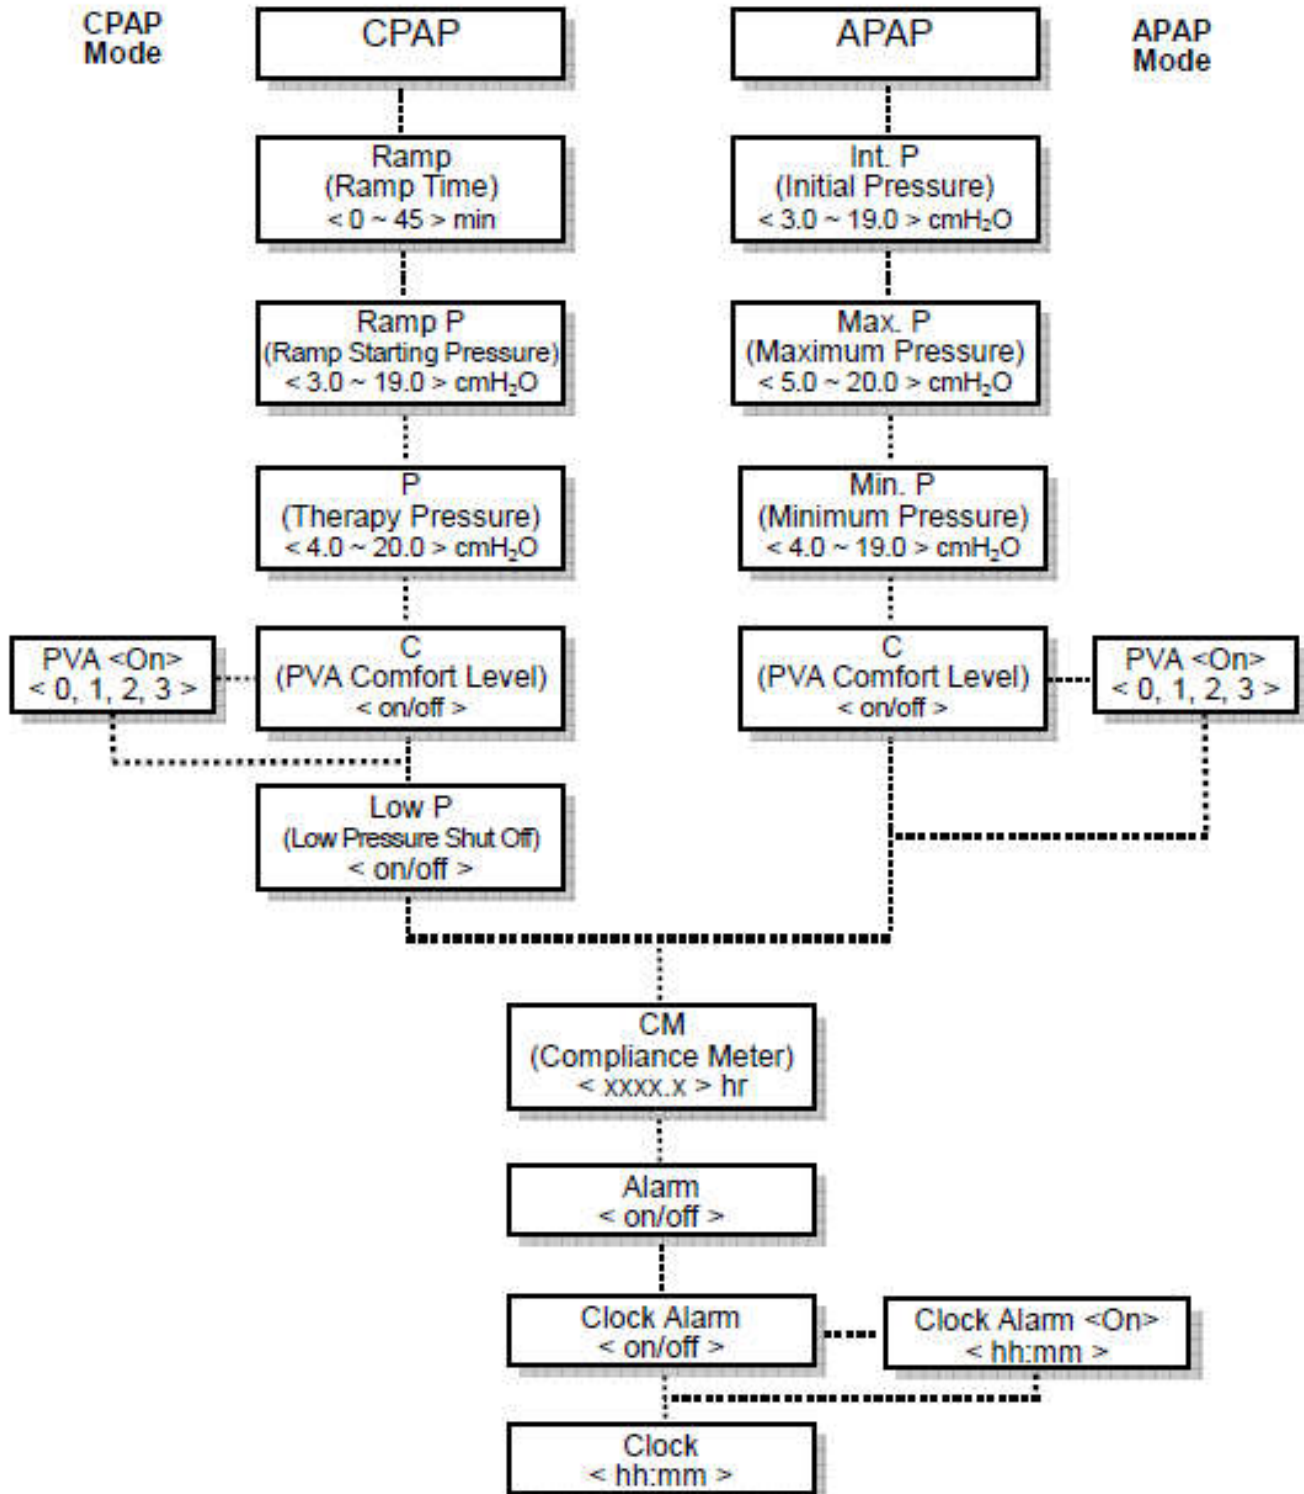 CPAP
Mode
CPAP
APAP
APAP
Mode
Ramp
(Ramp Time)
< 0 ~ 45 > min
Int. P
(Initial Pressure)
< 3.0 ~ 19.0 > cmH₂O
Ramp P
(Ramp Starting Pressure)
< 3.0 ~ 19.0 > cmH₂O
Max. P
(Maximum Pressure)
< 5.0 ~ 20.0 > cmH₂O
P
(Therapy Pressure)
< 4.0 ~ 20.0 > cmH₂O
Min. P
(Minimum Pressure)
< 4.0 ~ 19.0 > cmH₂O
PVA <On>
< 0, 1, 2, 3 >
C
(PVA Comfort Level)
< on/off >
C
(PVA Comfort Level)
< on/off >
PVA <On>
< 0, 1, 2, 3 >
Low P
(Low Pressure Shut Off)
< on/off >
CM
(Compliance Meter)
< xxxx.x > hr
Alarm
< on/off >
Clock Alarm
< on/off >
Clock Alarm <On>
< hh:mm >
Clock
< hh:mm >